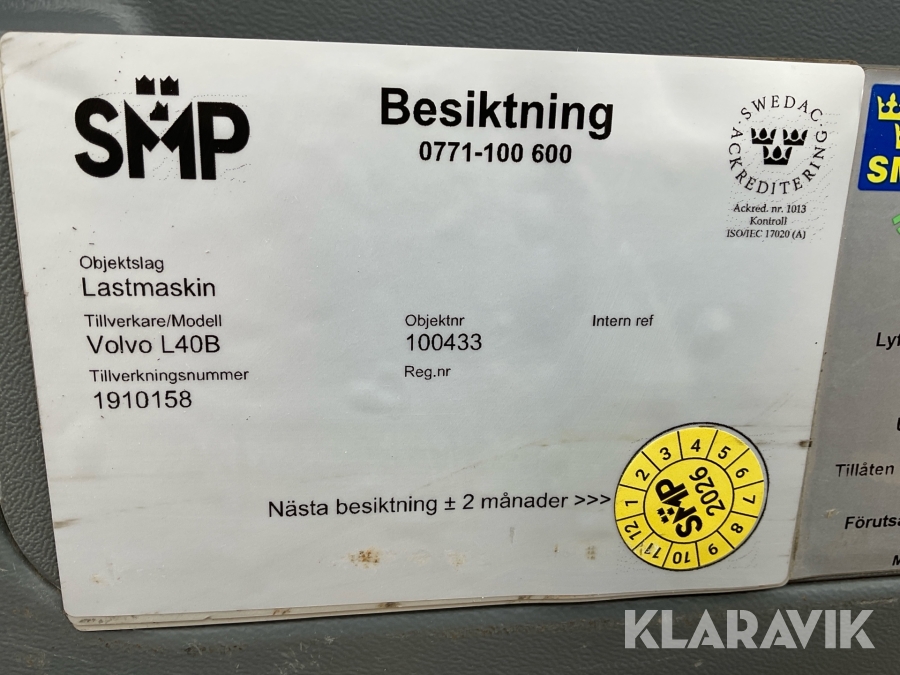 SMP
Besiktning
0771-100 600
SWEDAC
ACKREDITERING
Ackred. nr. 1013
Kontroll
ISO/IEC 17020 (A)
Objektslag
Lastmaskin
Tillverkare/Modell
Volvo L40B
Objektnr
100433
Intern ref
Tillverkningsnummer
1910158
Reg.nr
Nästa besiktning ± 2 månader >>>
1 2 3 4 5 6 7 8 9 10 11 12
SMP
2026
Tillåten
KLARAVIK